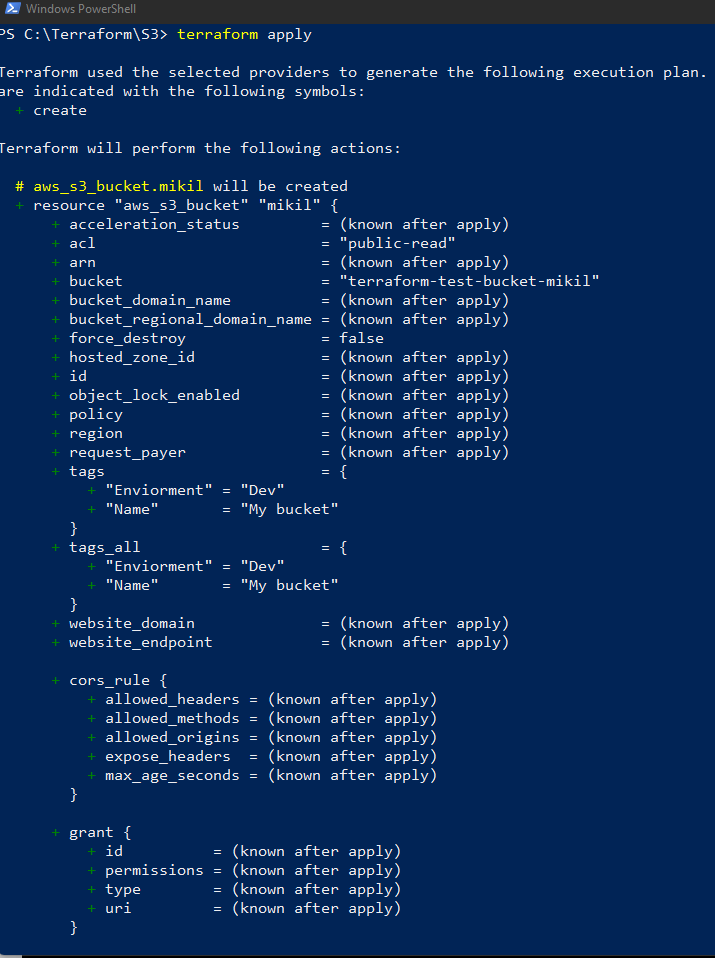 Windows PowerShell
PS C:\Terraform\S3> terraform apply
Terraform used the selected providers to generate the following execution plan.
are indicated with the following symbols:
+ create
Terraform will perform the following actions:
# aws_s3_bucket.mikil will be created
+ resource "aws_s3_bucket" "mikil" {
+ acceleration_status = (known after apply)
+ acl = "public-read"
+ arn = (known after apply)
+ bucket = "terraform-test-bucket-mikil"
+ bucket_domain_name = (known after apply)
+ bucket_regional_domain_name = (known after apply)
+ force_destroy = false
+ hosted_zone_id = (known after apply)
+ id = (known after apply)
+ object_lock_enabled = (known after apply)
+ policy = (known after apply)
+ region = (known after apply)
+ request_payer = (known after apply)
+ tags = {
+ "Enviorment" = "Dev"
+ "Name" = "My bucket"
}
+ tags_all = {
+ "Enviorment" = "Dev"
+ "Name" = "My bucket"
}
+ website_domain = (known after apply)
+ website_endpoint = (known after apply)
+ cors_rule {
+ allowed_headers = (known after apply)
+ allowed_methods = (known after apply)
+ allowed_origins = (known after apply)
+ expose_headers = (known after apply)
+ max_age_seconds = (known after apply)
}
+ grant {
+ id = (known after apply)
+ permissions = (known after apply)
+ type = (known after apply)
+ uri = (known after apply)
}